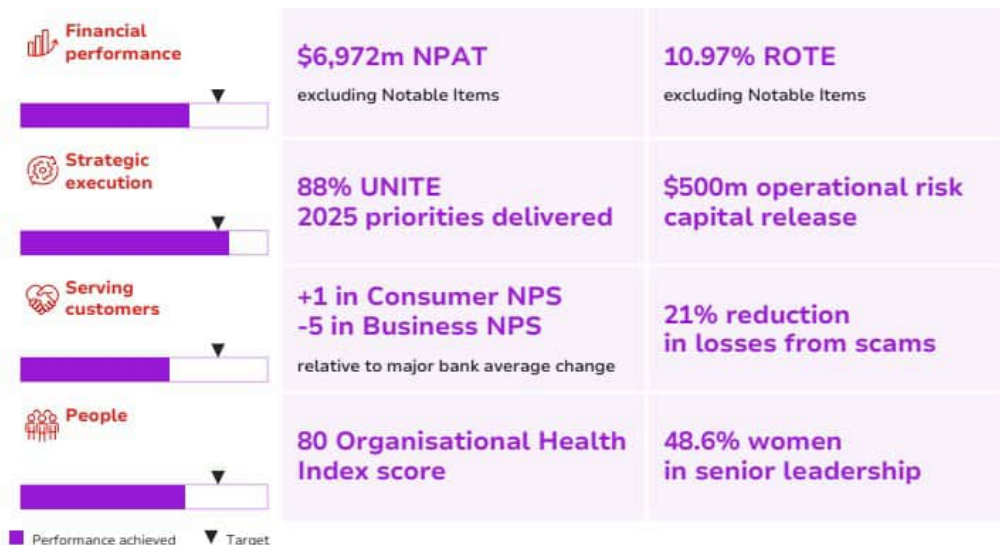 Financial
performance
$6,972m NPAT
excluding Notable Items
10.97% ROTE
excluding Notable Items
Strategic
execution
88% UNITE
2025 priorities delivered
$500m operational risk
capital release
Serving
customers
+1 in Consumer NPS
-5 in Business NPS
relative to major bank average change
21% reduction
in losses from scams
People
80 Organisational Health
Index score
48.6% women
in senior leadership
Performance achieved
Target